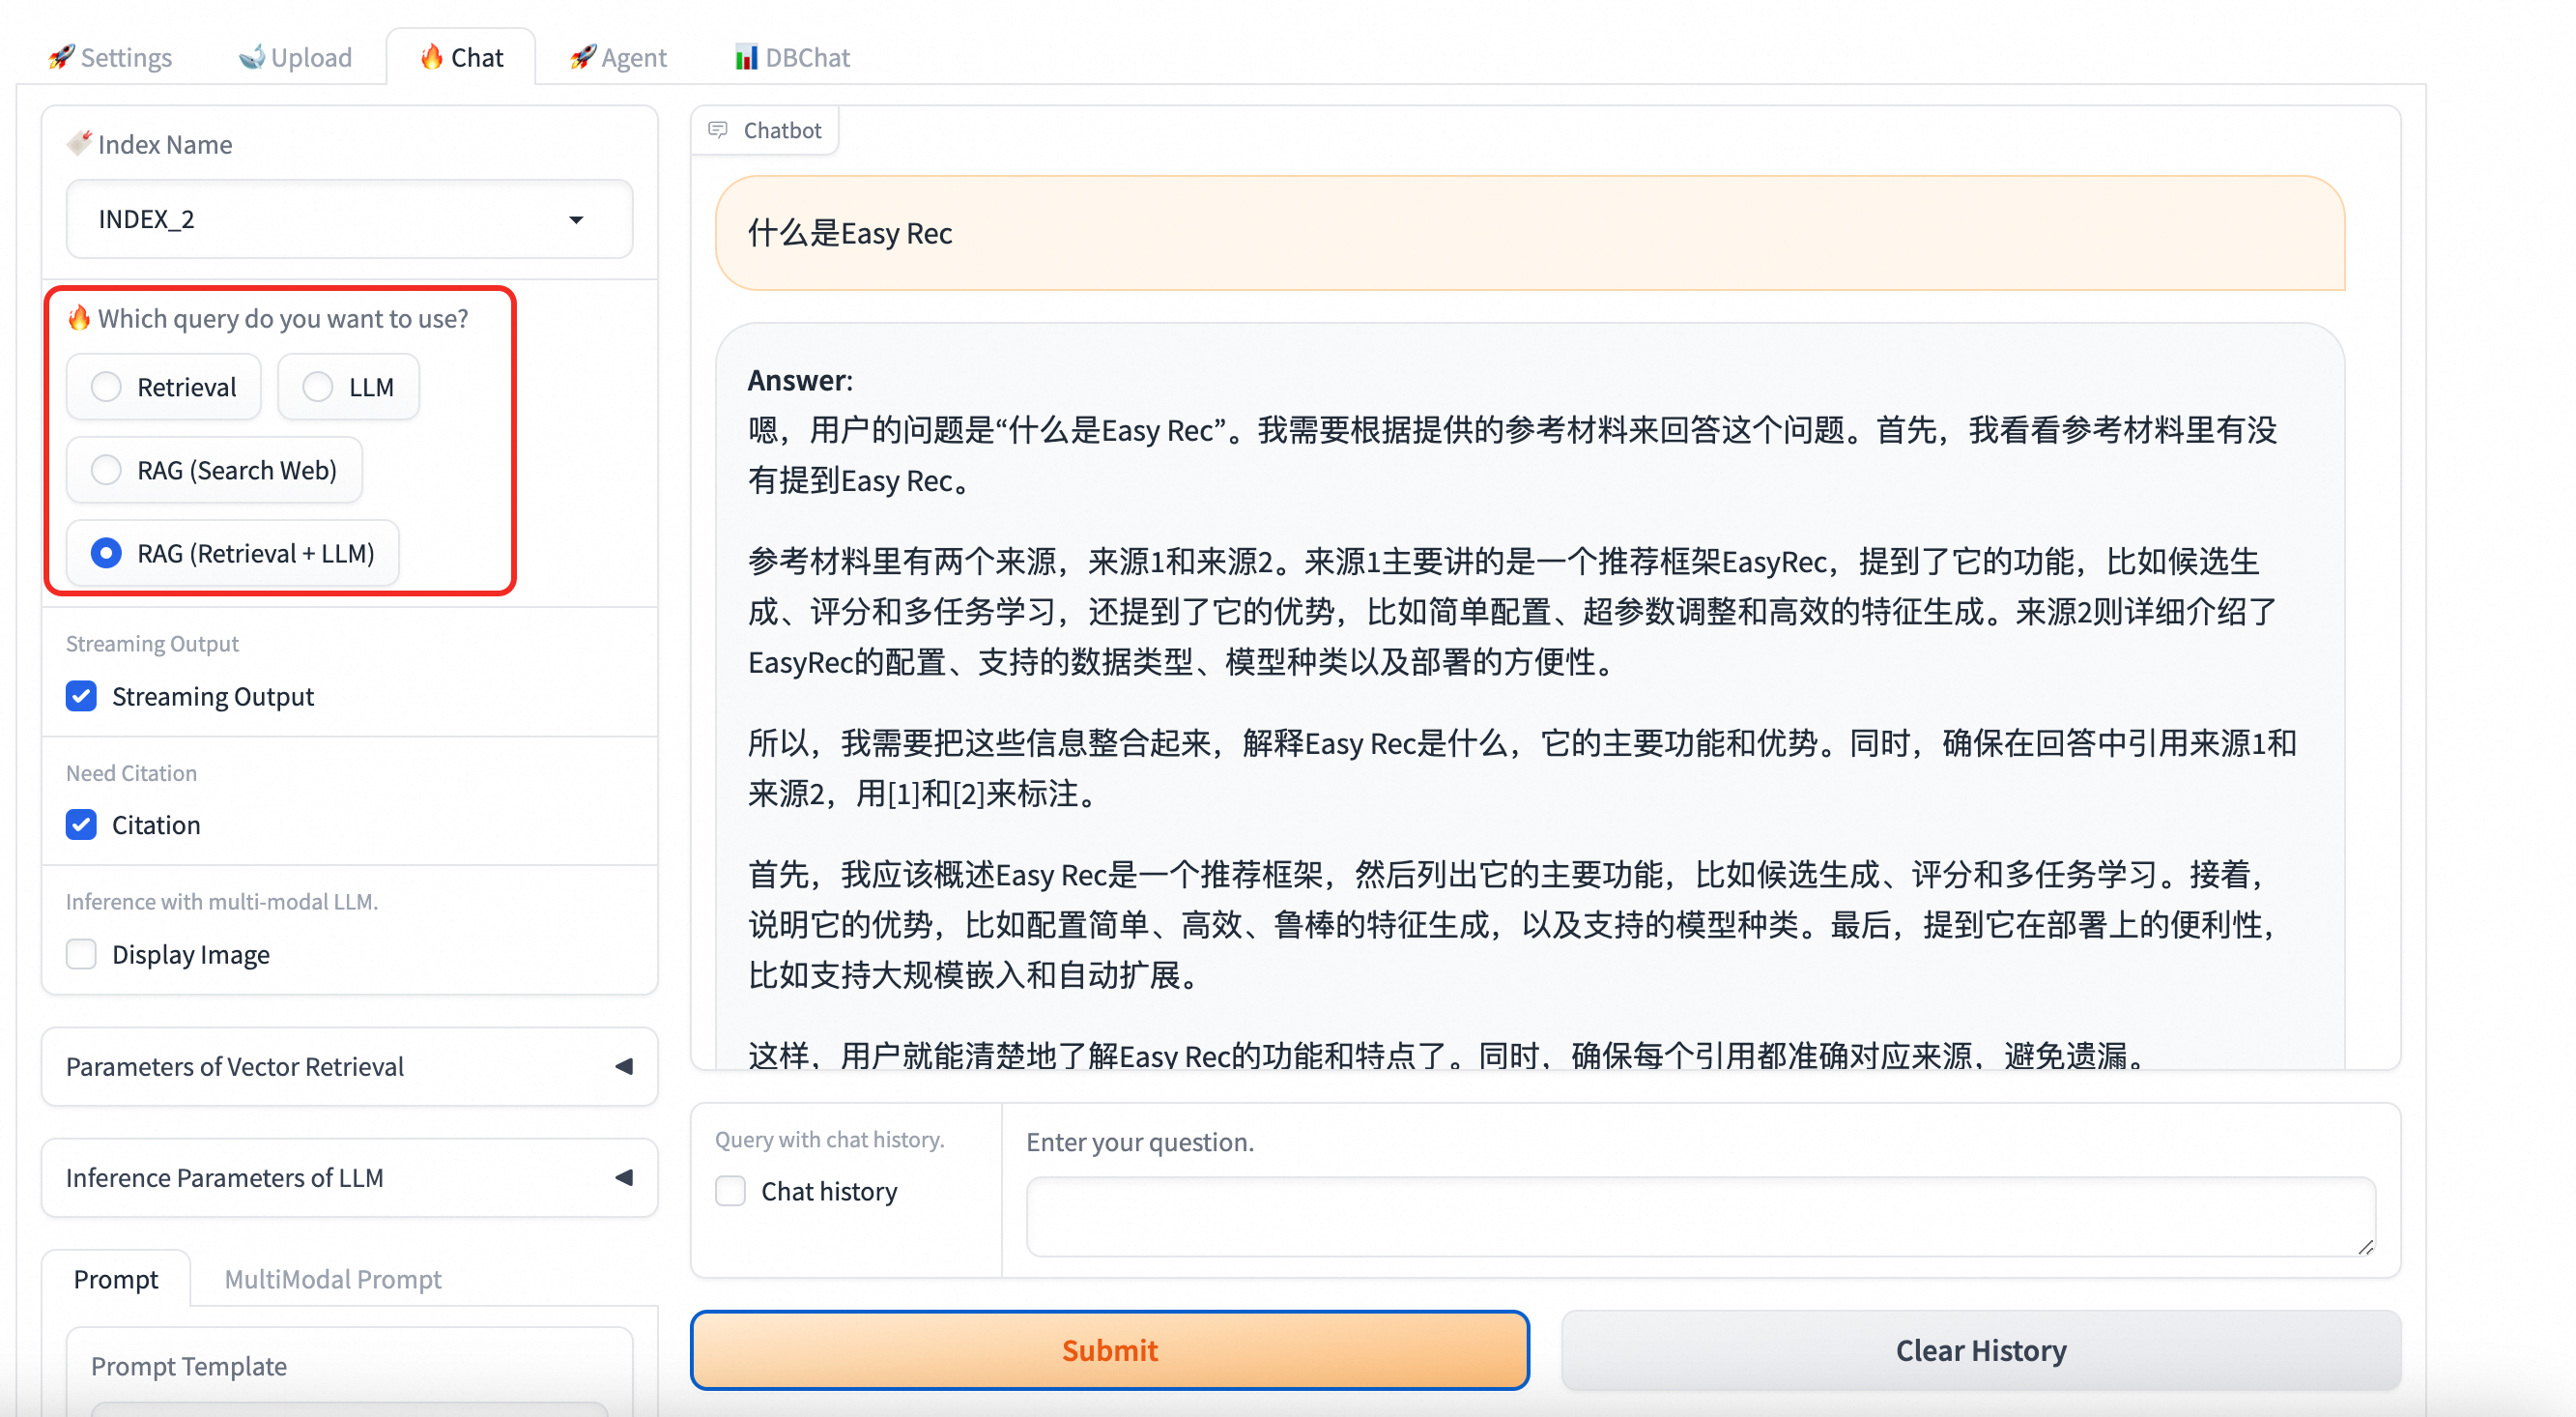 Settings
Upload
Chat
Agent
DBChat
Index Name
INDEX_2
Which query do you want to use?
Retrieval
LLM
RAG (Search Web)
RAG (Retrieval + LLM)
Streaming Output
Streaming Output
Need Citation
Citation
Inference with multi-modal LLM.
Display Image
Parameters of Vector Retrieval
Inference Parameters of LLM
Prompt
MultiModal Prompt
Prompt Template
Chatbot
什么是Easy Rec
Answer:
嗯，用户的问题是“什么是Easy Rec”。我需要根据提供的参考材料来回答这个问题。首先，我看看参考材料里有没
有提到Easy Rec。
参考材料里有两个来源，来源1和来源2。来源1主要讲的是一个推荐框架EasyRec，提到了它的功能，比如候选生
成、评分和多任务学习，还提到了它的优势，比如简单配置、超参数调整和高效的特征生成。来源2则详细介绍了
EasyRec的配置、支持的数据类型、模型种类以及部署的方便性。
所以，我需要把这些信息整合起来，解释Easy Rec是什么，它的主要功能和优势。同时，确保在回答中引用来源1和
来源2，用[1]和[2]来标注。
首先，我应该概述Easy Rec是一个推荐框架，然后列出它的主要功能，比如候选生成、评分和多任务学习。接着，
说明它的优势，比如配置简单、高效、鲁棒的特征生成，以及支持的模型种类。最后，提到它在部署上的便利性，
比如支持大规模嵌入和自动扩展。
这样，用户就能清楚地了解Easy Rec的功能和特点了。同时，确保每个引用都准确对应来源，避免遗漏。
Query with chat history.
Chat history
Enter your question.
Submit
Clear History